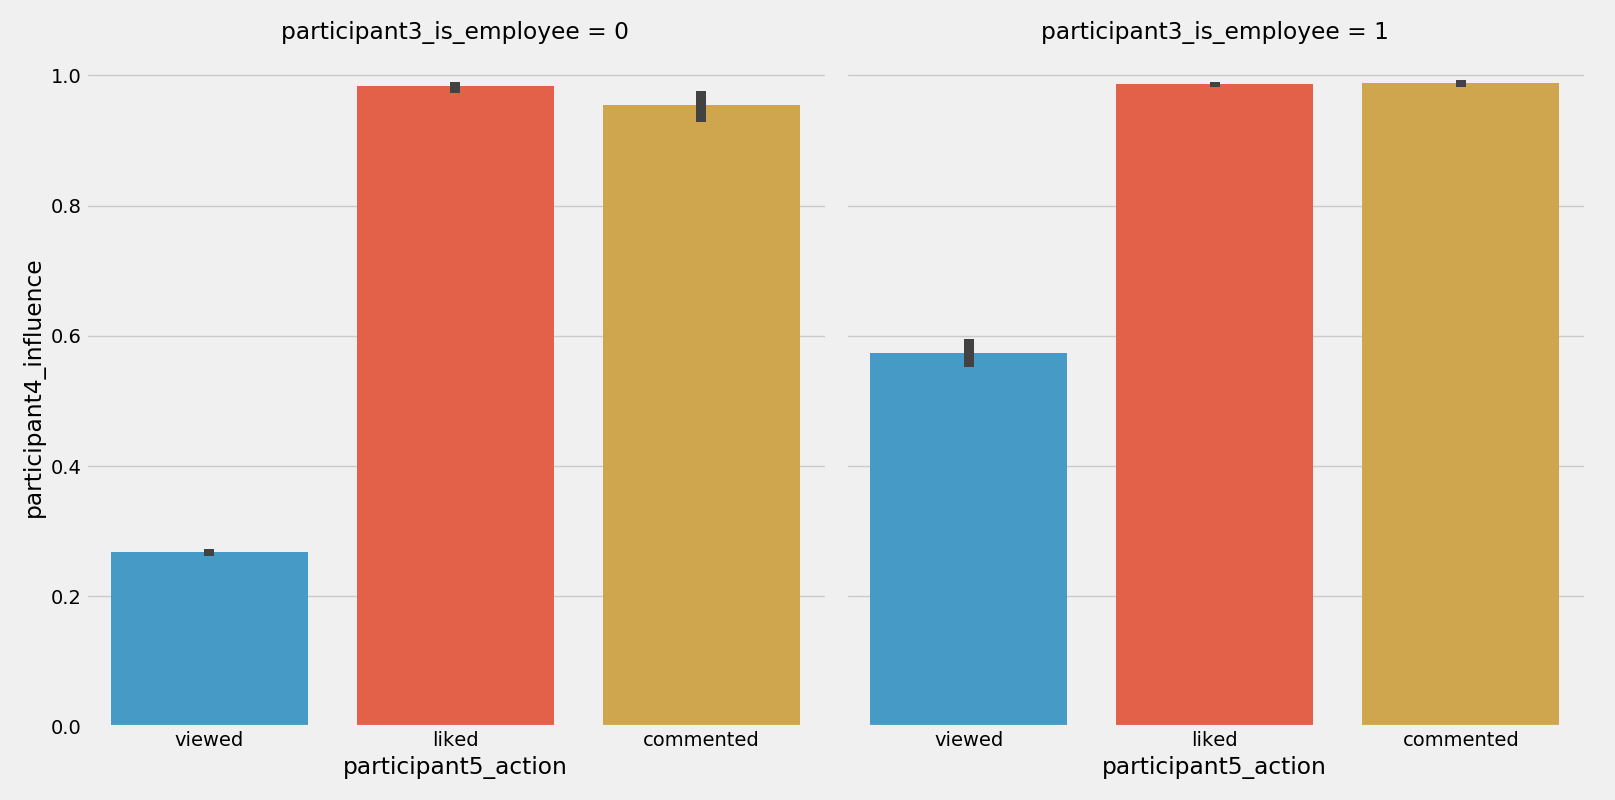 participant3_is_employee = 0
participant3_is_employee = 1
participant4_influence
1.0
0.8
0.6
0.4
0.2
0.0
viewed
liked
commented
viewed
liked
commented
participant5_action
participant5_action